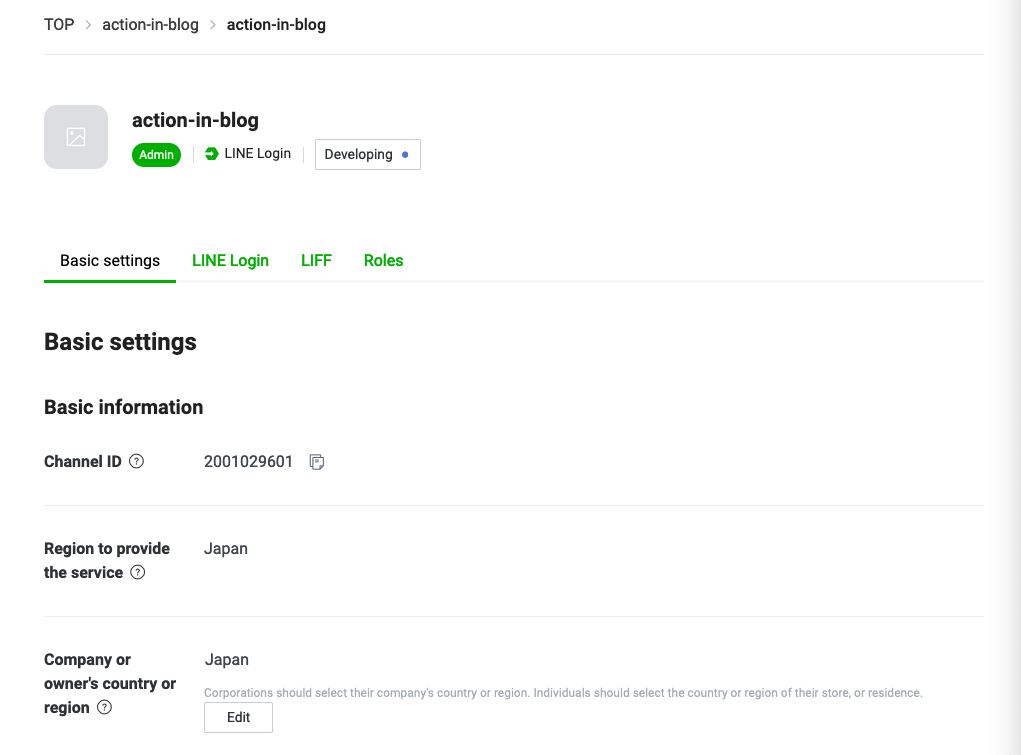 TOP > action-in-blog > action-in-blog
action-in-blog
Admin LINE Login Developing
Basic settings LINE Login LIFF Roles
Basic settings
Basic information
Channel ID ? 2001029601
Region to provide Japan
the service ?
Company or Japan
owner's country or
Corporations should select their company's country or region. Individuals should select the country or region of their store, or residence.
region ?
Edit